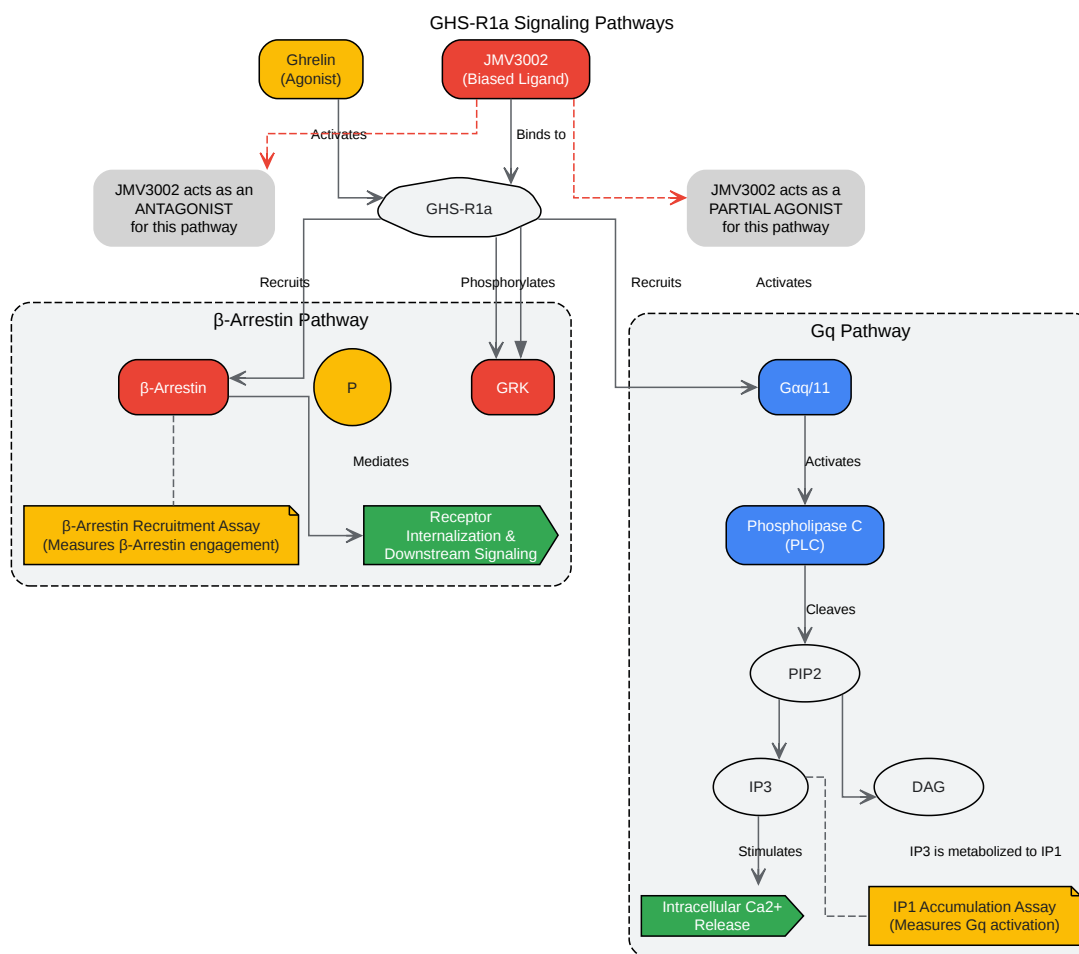 GHS-R1a Signaling Pathways
Ghrelin
(Agonist)
JMV3002
(Biased Ligand)
Activates
Binds to
JMV3002 acts as an
ANTAGONIST
for this pathway
GHS-R1a
JMV3002 acts as a
PARTIAL AGONIST
for this pathway
Recruits
Phosphorylates
Recruits
Activates
β-Arrestin Pathway
Gq Pathway
β-Arrestin
P
GRK
Gαq/11
Mediates
Activates
β-Arrestin Recruitment Assay
(Measures β-Arrestin engagement)
Receptor
Internalization &
Downstream Signaling
Phospholipase C
(PLC)
Cleaves
PIP2
IP3
DAG
Stimulates
IP3 is metabolized to IP1
Intracellular Ca2+
Release
IP1 Accumulation Assay
(Measures Gq activation)